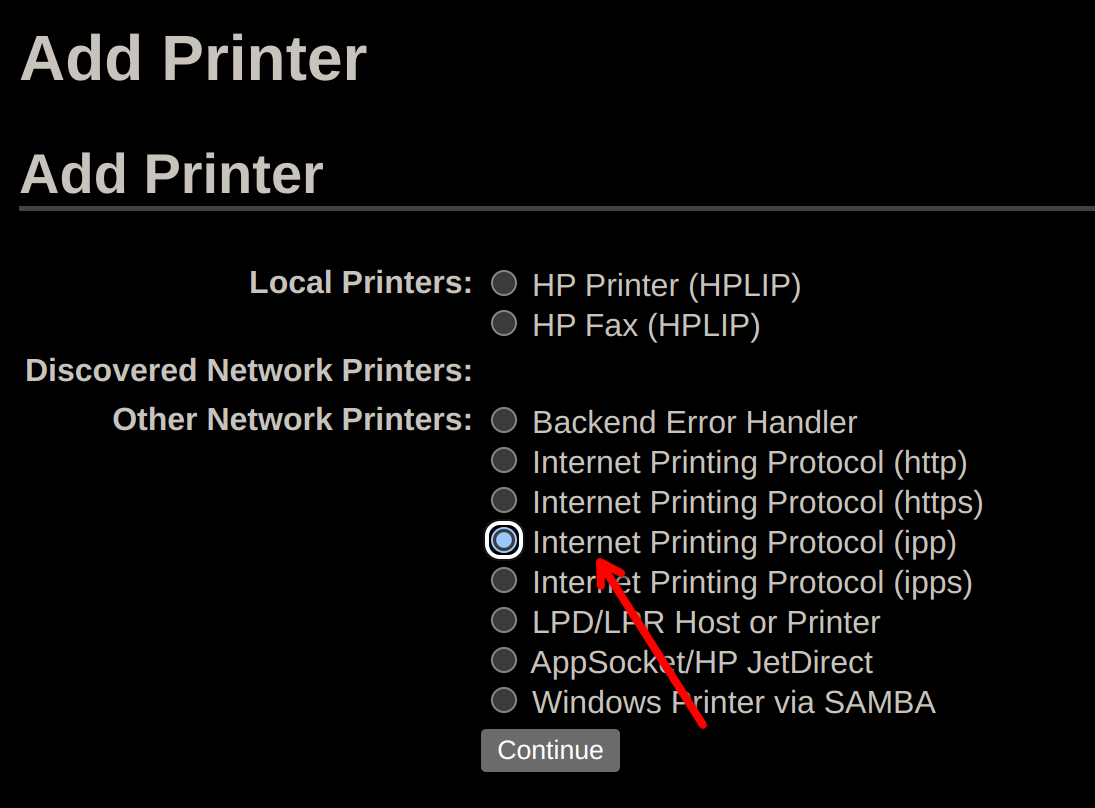 Add Printer
Add Printer
Local Printers: HP Printer (HPLIP)
HP Fax (HPLIP)
Discovered Network Printers:
Other Network Printers: Backend Error Handler
Internet Printing Protocol (http)
Internet Printing Protocol (https)
Internet Printing Protocol (ipp)
Internet Printing Protocol (ipps)
LPD/LPR Host or Printer
AppSocket/HP JetDirect
Windows Printer via SAMBA
Continue